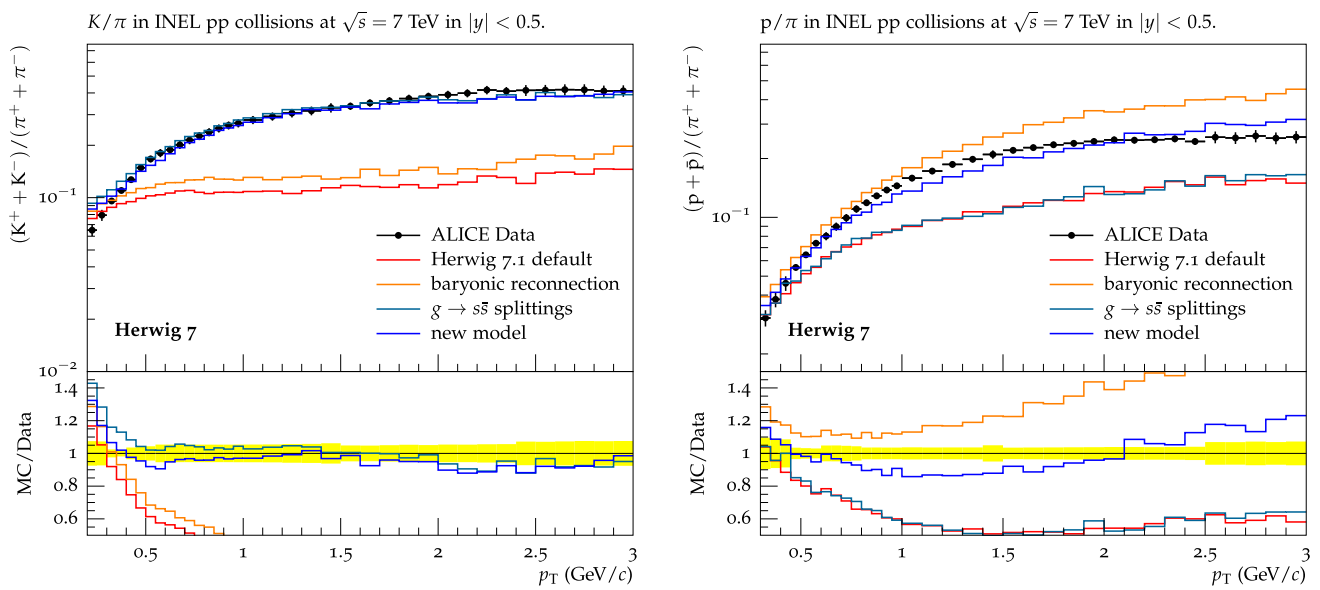 K/π in INEL pp collisions at √s = 7 TeV in |y| < 0.5.
(K⁺ + K⁻)/(π⁺ + π⁻)
10⁻¹
10⁻²
ALICE Data
Herwig 7.1 default
baryonic reconnection
g → ss̄ splittings
new model
Herwig 7
MC/Data
1.4
1.2
1
0.8
0.6
0.5
1
1.5
2
2.5
3
p_T (GeV/c)
p/π in INEL pp collisions at √s = 7 TeV in |y| < 0.5.
(p + p̄)/(π⁺ + π⁻)
10⁻¹
ALICE Data
Herwig 7.1 default
baryonic reconnection
g → ss̄ splittings
new model
Herwig 7
MC/Data
1.4
1.2
1
0.8
0.6
0.5
1
1.5
2
2.5
3
p_T (GeV/c)